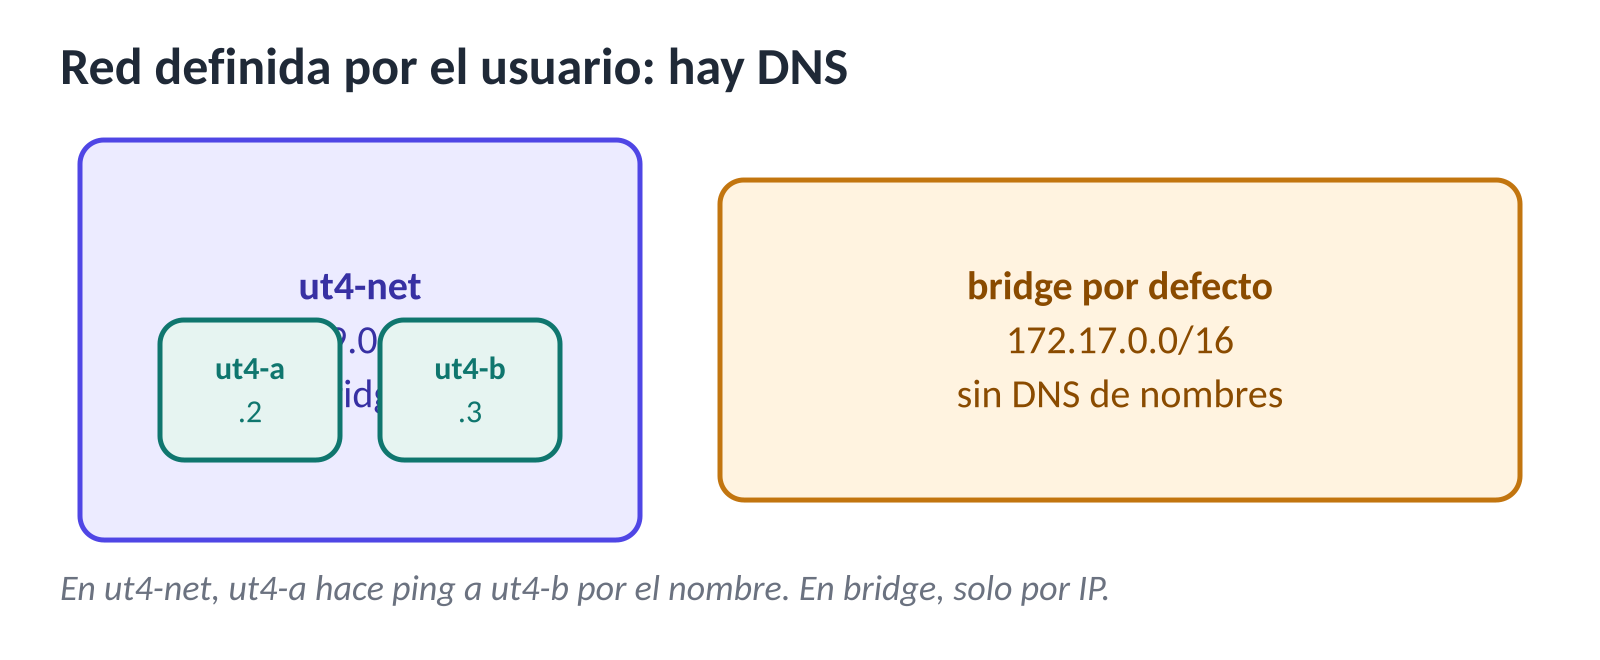 Red definida por el usuario: hay DNS
ut4-net
ut4-a
.2
ut4-b
.3
bridge por defecto
172.17.0.0/16
sin DNS de nombres
En ut4-net, ut4-a hace ping a ut4-b por el nombre. En bridge, solo por IP.